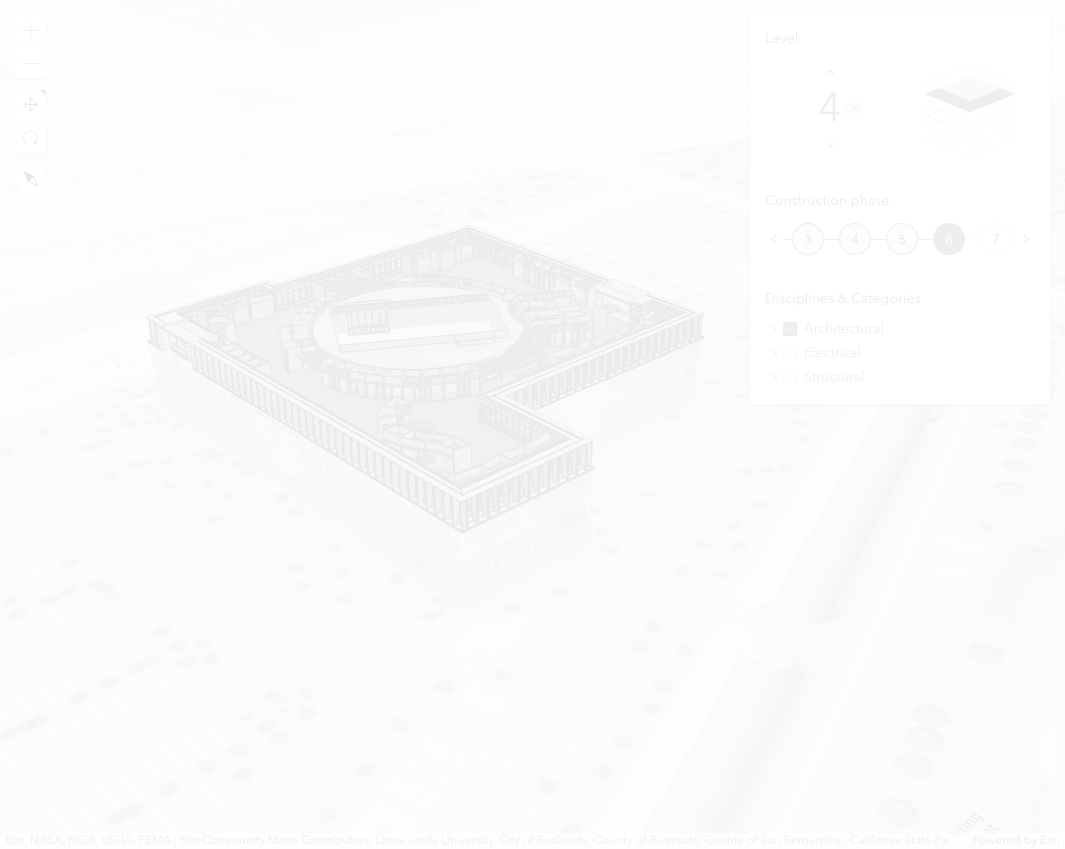 Level
4
Construction phase
3 4 5 6 7
Disciplines & Categories
Architectural
Electrical
Structural
Esri, NASA, NGA, USGS, FEMA | Esri Community Maps Contributors, Loma Linda University, City of Redlands, County of Riverside, County of San Bernardino, California State Pa... Powered by Esri